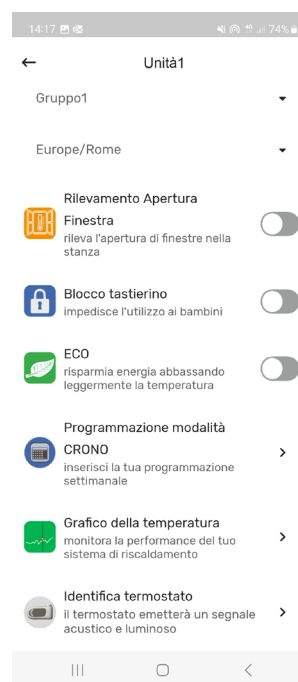 14:17 74%
Unità1
Gruppo1
Europe/Rome
Rilevamento Apertura
Finestra
rileva l'apertura di finestre nella
stanza
Blocco tastierino
impedisce l'utilizzo ai bambini
ECO
risparmia energia abbassando
leggermente la temperatura
Programmazione modalità
CRONO
inserisci la tua programmazione
settimanale
Grafico della temperatura
monitora la performance del tuo
sistema di riscaldamento
Identifica termostato
il termostato emetterà un segnale
acustico e luminoso